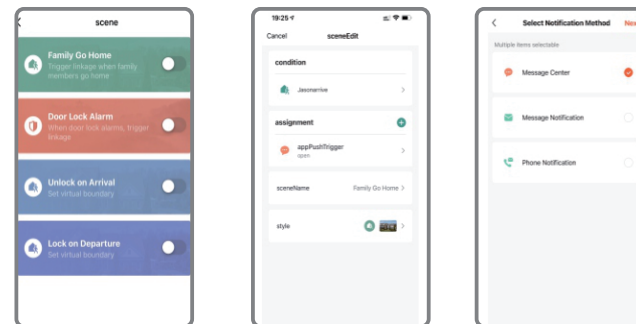 scene
Family Go Home
Trigger linkage when family
members go home
Door Lock Alarm
When door lock alarms, trigger
linkage
Unlock on Arrival
Set virtual boundary
Lock on Departure
Set virtual boundary
19:25
Cancel
sceneEdit
condition
Jasonarrive
assignment
appPushTrigger
open
sceneName
Family Go Home
style
Select Notification Method
Nex
Multiple items selectable
Message Center
Message Notification
Phone Notification